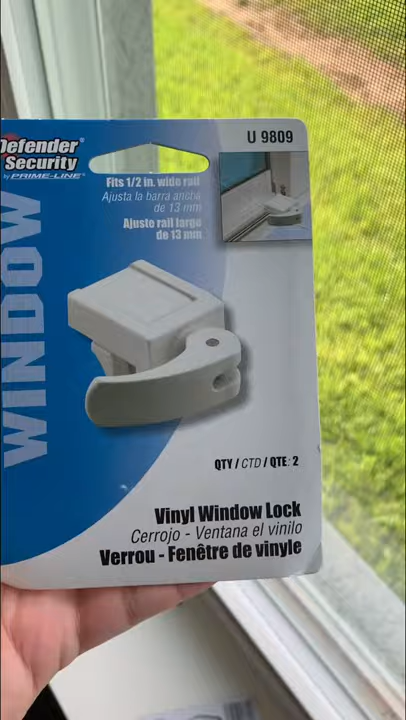 Defender
Security
by PRIME-LINE
U 9809
Fits 1/2 in. wide rail
Ajusta la barra ancha
de 13 mm
Ajuste rail large
de 13 mm
WINDOW
QTY / CTD / QTE: 2
Vinyl Window Lock
Cerrojo - Ventana el vinilo
Verrou - Fenêtre de vinyle